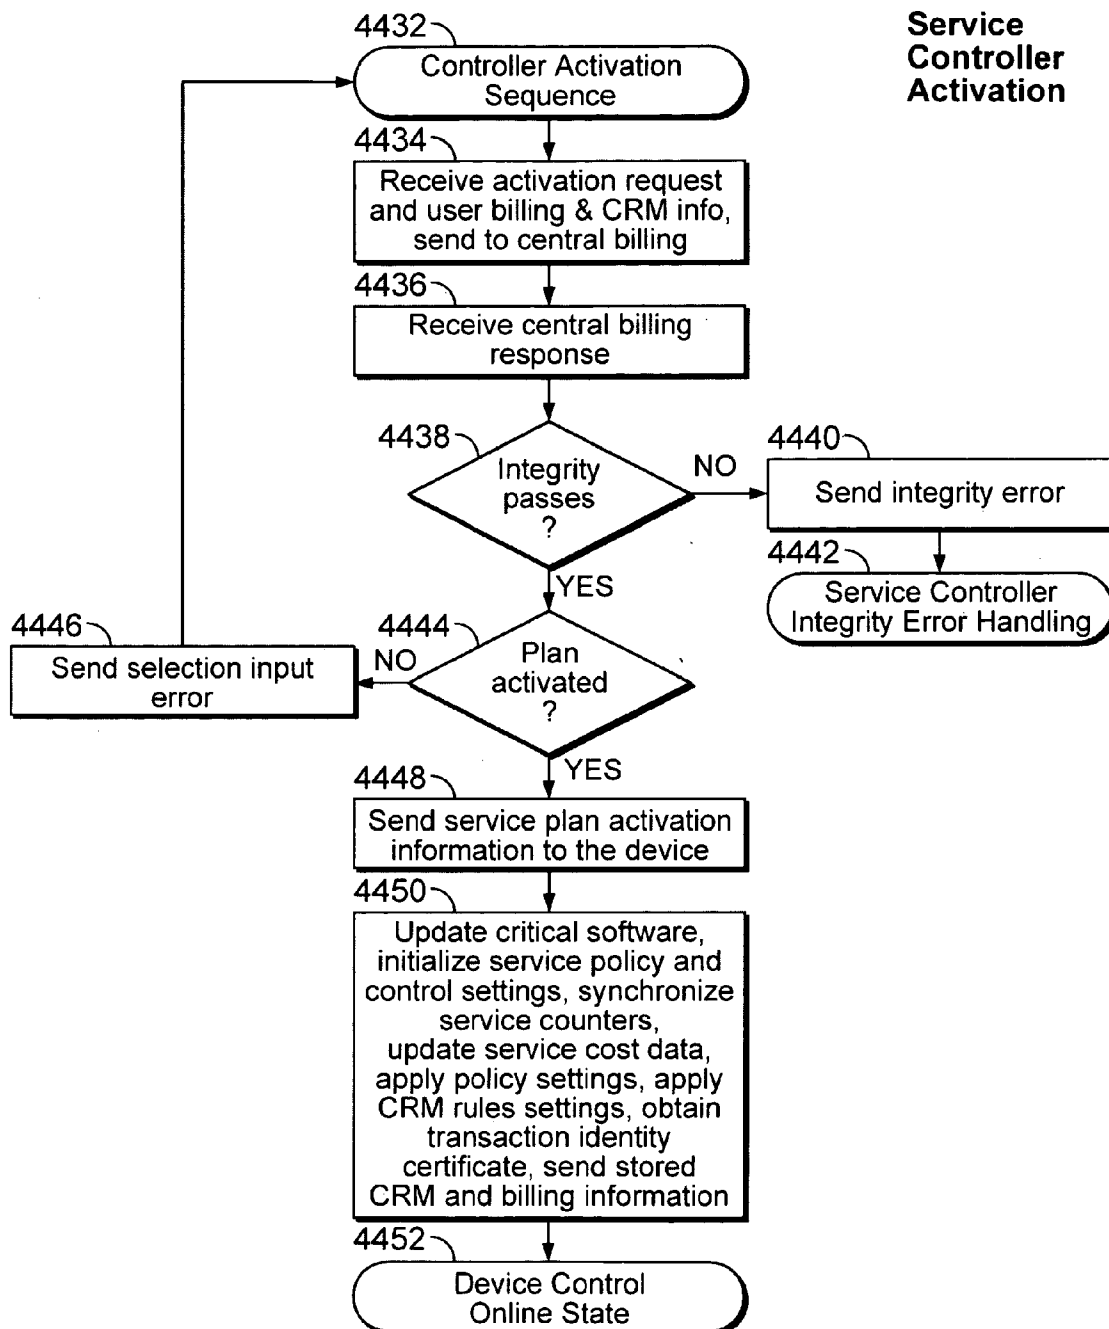 Service
Controller
Activation
4432
Controller Activation
Sequence
4434
Receive activation request
and user billing & CRM info,
send to central billing
4436
Receive central billing
response
4438
Integrity
passes
?
NO
4440
Send integrity error
4442
Service Controller
Integrity Error Handling
YES
4444
Plan
activated
?
NO
4446
Send selection input
error
YES
4448
Send service plan activation
information to the device
4450
Update critical software,
initialize service policy and
control settings, synchronize
service counters,
update service cost data,
apply policy settings, apply
CRM rules settings, obtain
transaction identity
certificate, send stored
CRM and billing information
4452
Device Control
Online State